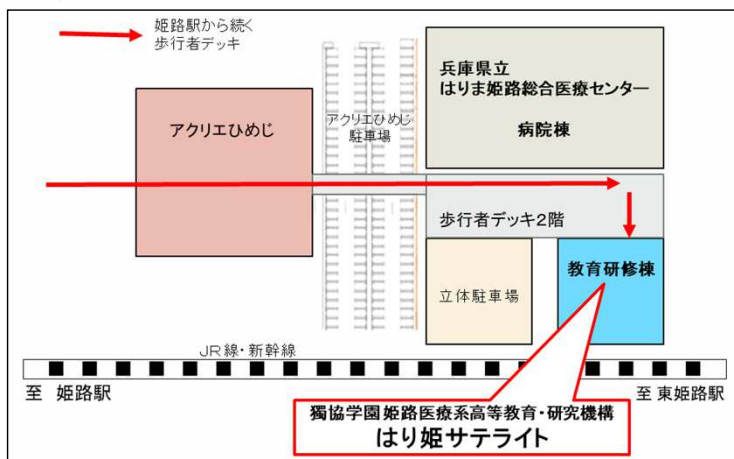 姫路駅から続く
歩行者デッキ
兵庫県立
はりま姫路総合医療センター
病院棟
アクリエひめじ
アクリエひめじ
駐車場
歩行者デッキ2階
立体駐車場
教育研修棟
JR線・新幹線
至 姫路駅
至 東姫路駅
獨協学園姫路医療系高等教育・研究機構
はり姫サテライト